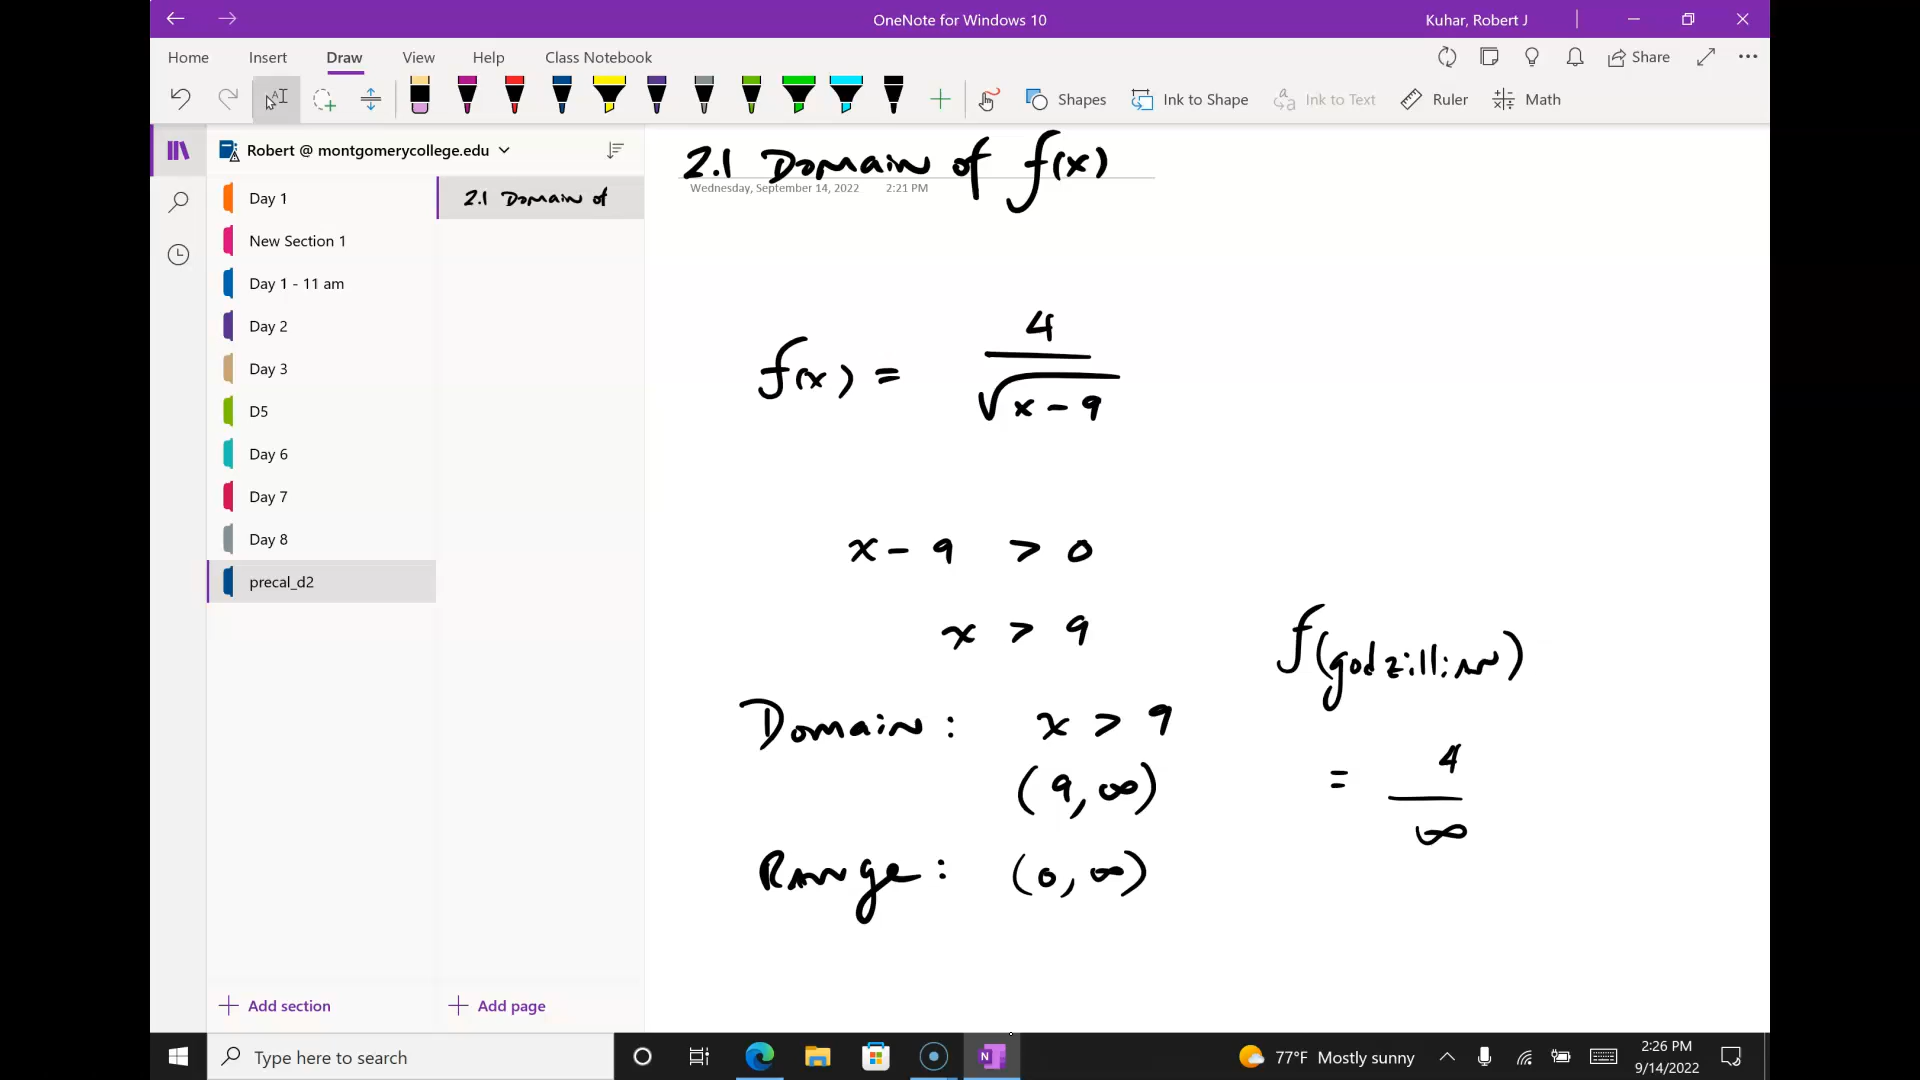 OneNote for Windows 10
Kuhar, Robert J
Home Insert Draw View Help Class Notebook
Share
Shapes Ink to Shape Ink to Text Ruler Math
Robert @ montgomerycollege.edu
Day 1
New Section 1
Day 1 - 11 am
Day 2
Day 3
D5
Day 6
Day 7
Day 8
precal_d2
Add section
2.1 Domain of
Add page
2.1 Domain of f(x)
Wednesday, September 14, 2022 2:21 PM
f(x) = 4 / √x - 9
x - 9 > 0
x > 9
Domain: x > 9
(9, ∞)
Range: (0, ∞)
f(godzillion)
= 4 / ∞
Type here to search
N
77°F Mostly sunny
2:26 PM
9/14/2022